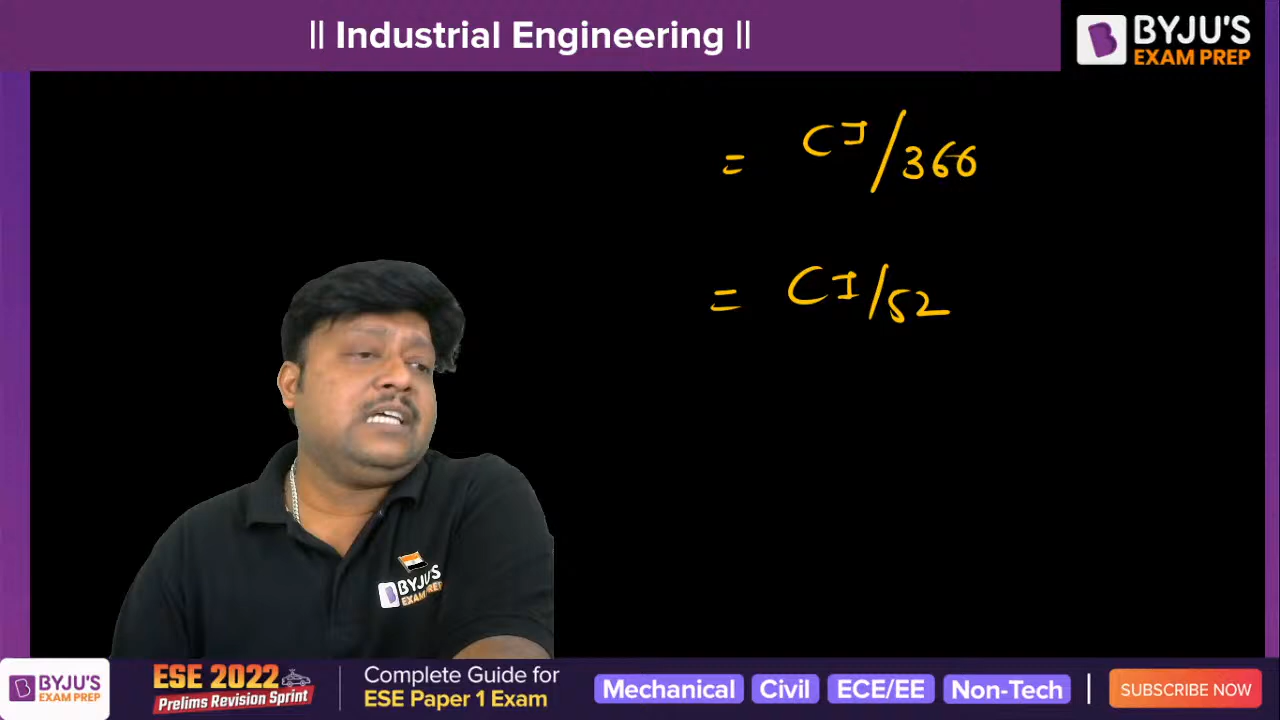 || Industrial Engineering ||
BYJU'S
EXAM PREP
= CI/366
= CI/52
BYJU'S
EXAM PREP
BYJU'S
EXAM PREP
ESE 2022
Prelims Revision Sprint
Complete Guide for
ESE Paper 1 Exam
Mechanical
Civil
ECE/EE
Non-Tech
SUBSCRIBE NOW